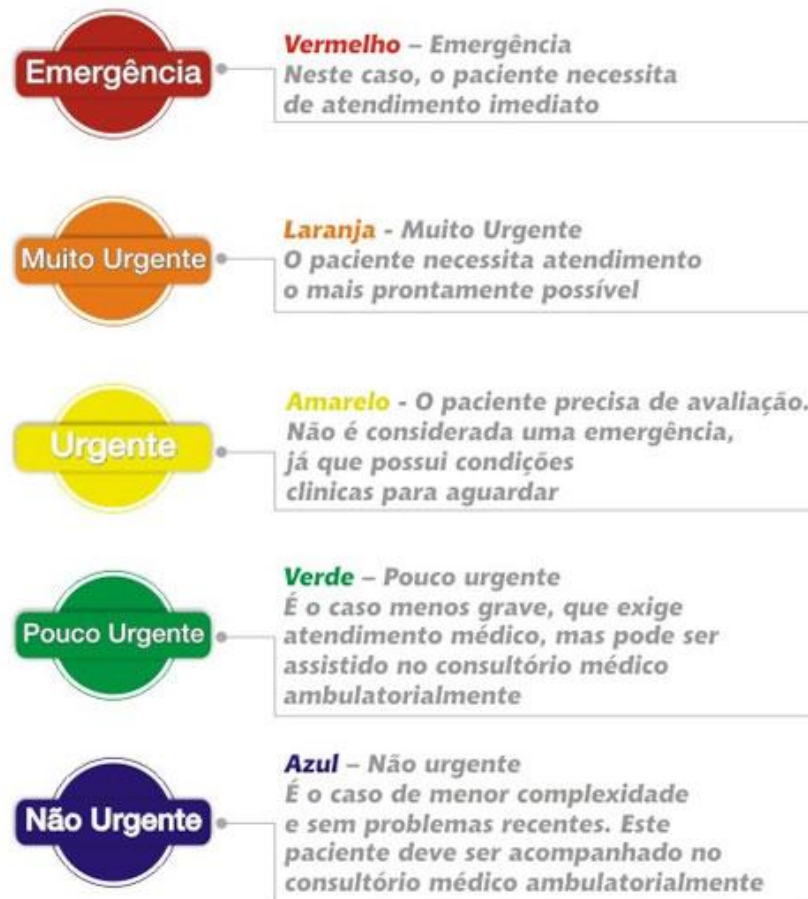 Emergência
Vermelho – Emergência
Neste caso, o paciente necessita
de atendimento imediato
Muito Urgente
Laranja - Muito Urgente
O paciente necessita atendimento
o mais prontamente possível
Urgente
Amarelo - O paciente precisa de avaliação.
Não é considerada uma emergência,
já que possui condições
clinicas para aguardar
Pouco Urgente
Verde – Pouco urgente
É o caso menos grave, que exige
atendimento médico, mas pode ser
assistido no consultório médico
ambulatorialmente
Não Urgente
Azul – Não urgente
É o caso de menor complexidade
e sem problemas recentes. Este
paciente deve ser acompanhado no
consultório médico ambulatorialmente